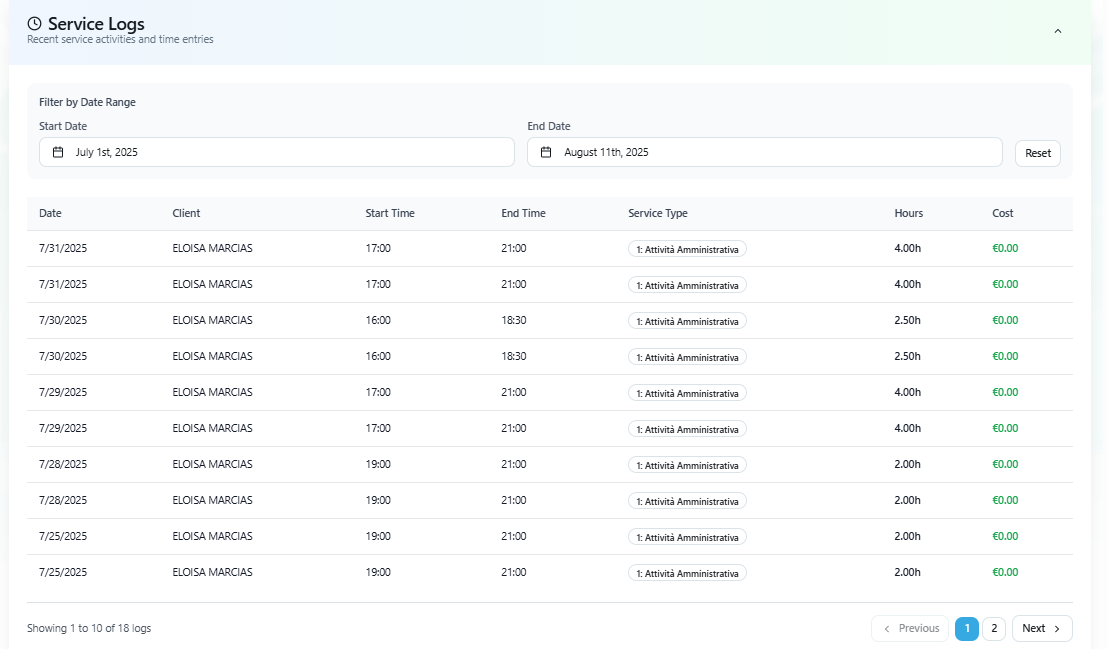 Service Logs
Recent service activities and time entries
Filter by Date Range
Start Date End Date
July 1st, 2025 August 11th, 2025 Reset
Date Client Start Time End Time Service Type Hours Cost
7/31/2025 ELOISA MARCIAS 17:00 21:00 1: Attività Amministrativa 4.00h €0.00
7/31/2025 ELOISA MARCIAS 17:00 21:00 1: Attività Amministrativa 4.00h €0.00
7/30/2025 ELOISA MARCIAS 16:00 18:30 1: Attività Amministrativa 2.50h €0.00
7/30/2025 ELOISA MARCIAS 16:00 18:30 1: Attività Amministrativa 2.50h €0.00
7/29/2025 ELOISA MARCIAS 17:00 21:00 1: Attività Amministrativa 4.00h €0.00
7/29/2025 ELOISA MARCIAS 17:00 21:00 1: Attività Amministrativa 4.00h €0.00
7/28/2025 ELOISA MARCIAS 19:00 21:00 1: Attività Amministrativa 2.00h €0.00
7/28/2025 ELOISA MARCIAS 19:00 21:00 1: Attività Amministrativa 2.00h €0.00
7/25/2025 ELOISA MARCIAS 19:00 21:00 1: Attività Amministrativa 2.00h €0.00
7/25/2025 ELOISA MARCIAS 19:00 21:00 1: Attività Amministrativa 2.00h €0.00
Showing 1 to 10 of 18 logs Previous 1 2 Next